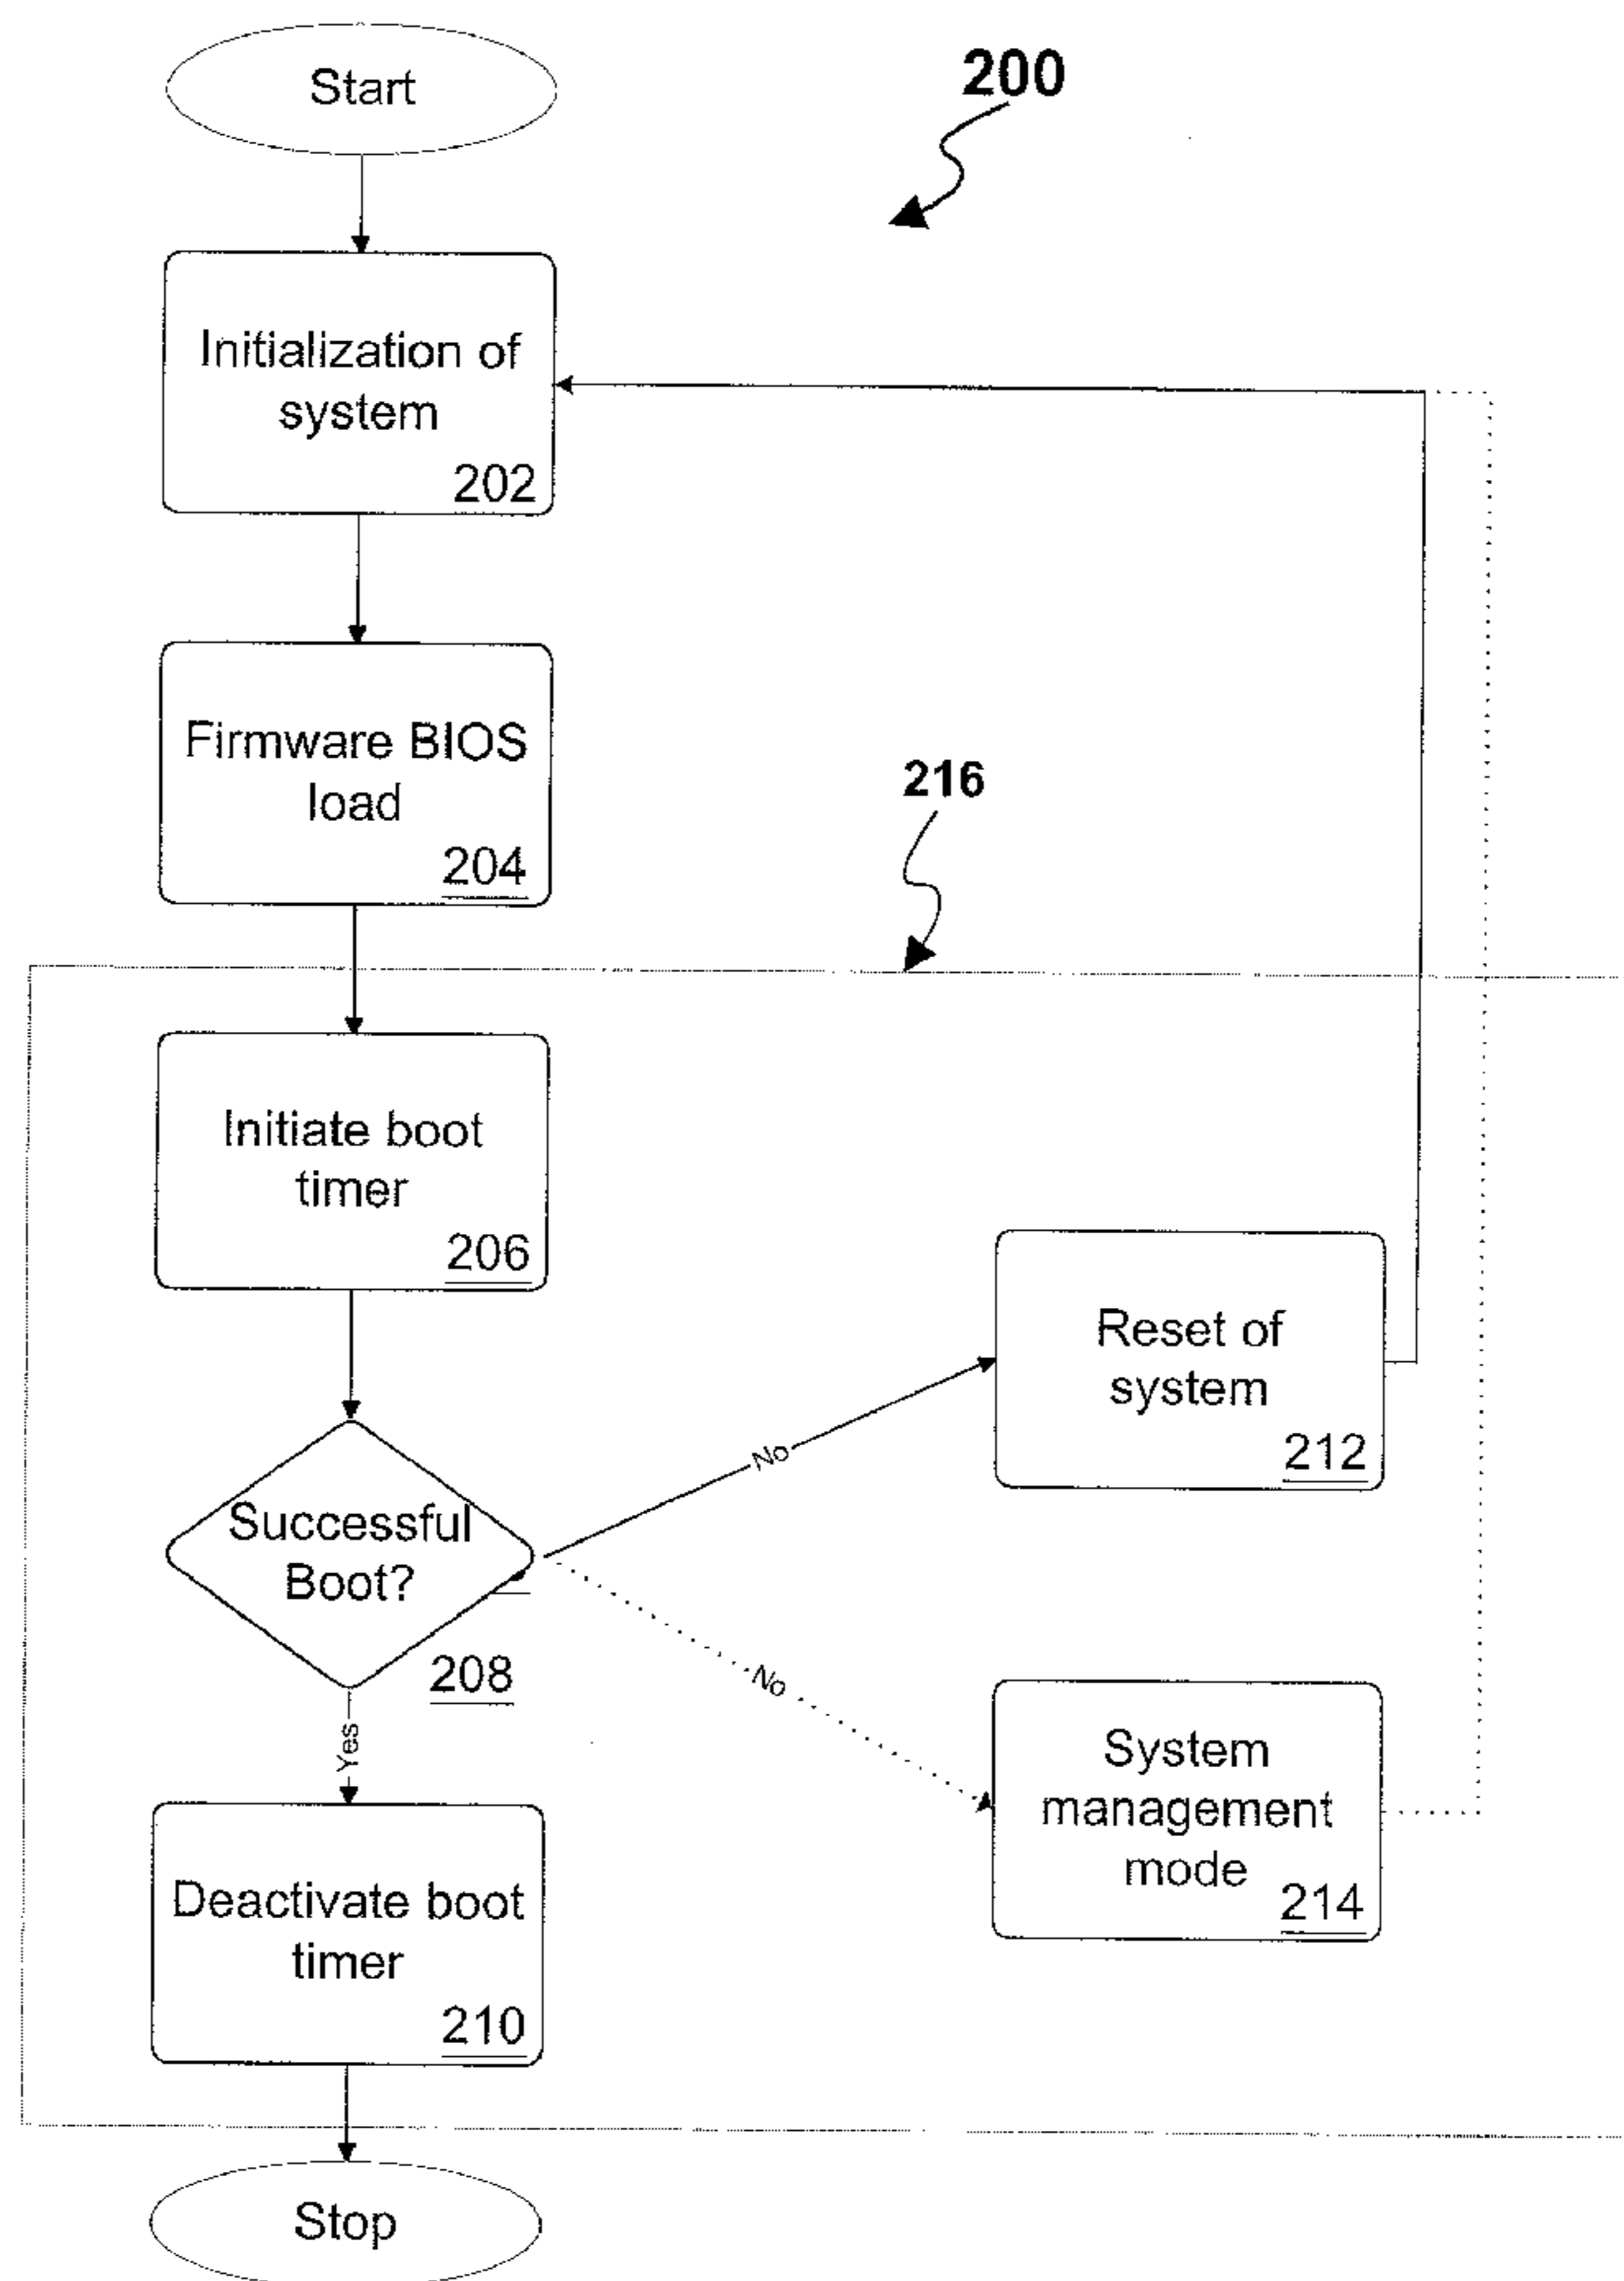 Start
200
Initialization of
system
202
Firmware BIOS
load
204
216
Initiate boot
timer
206
Reset of
system
212
No
Successful
Boot?
208
No
Yes
System
management
mode
214
Deactivate boot
timer
210
Stop